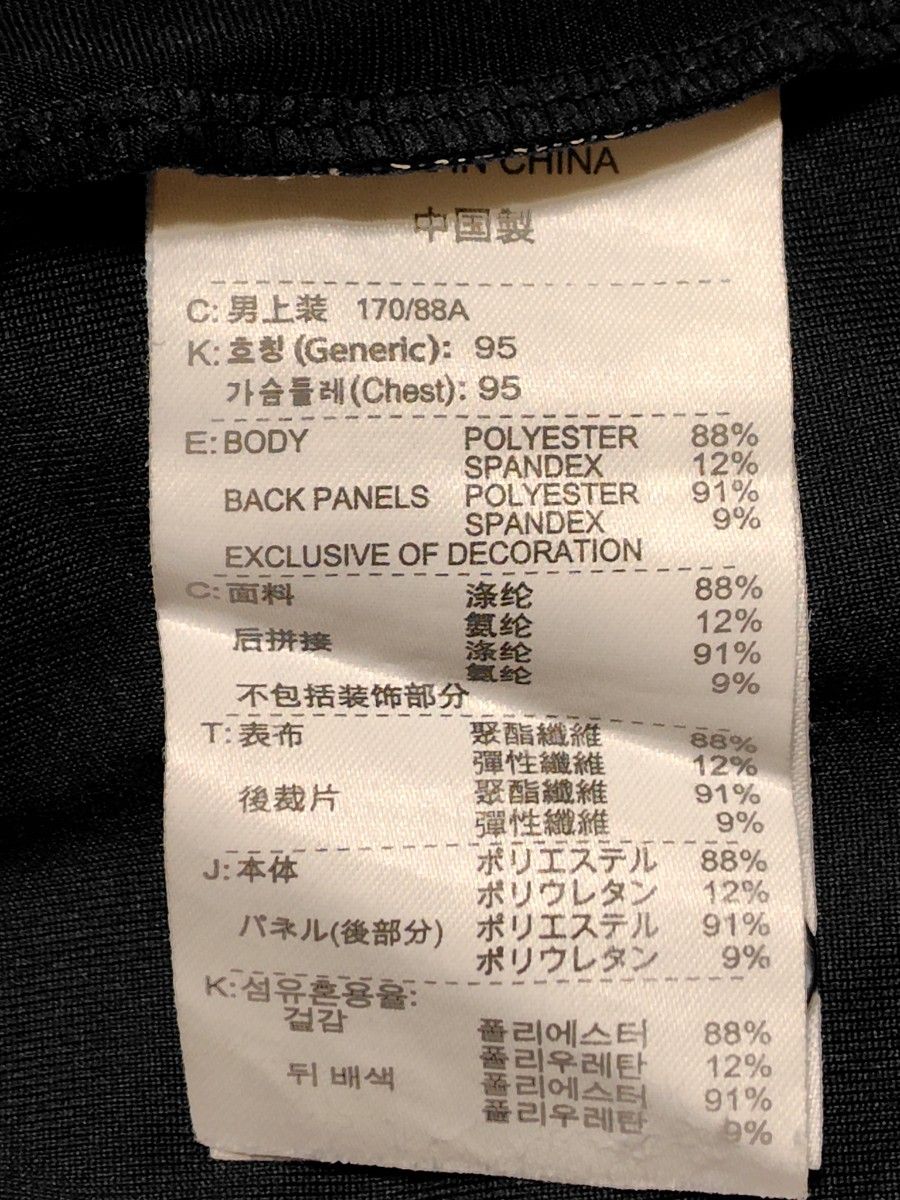 IN CHINA
中国製
C: 男上装 170/88A
K: 호칭 (Generic): 95
가슴둘레(Chest): 95
E: BODY POLYESTER 88%
SPANDEX 12%
BACK PANELS POLYESTER 91%
SPANDEX 9%
EXCLUSIVE OF DECORATION
C: 面料 涤纶 88%
氨纶 12%
后拼接 涤纶 91%
氨纶 9%
不包括装饰部分
T: 表布 聚酯纖維 88%
彈性纖維 12%
後裁片 聚酯纖維 91%
彈性纖維 9%
J: 本体 ポリエステル 88%
ポリウレタン 12%
パネル(後部分) ポリエステル 91%
ポリウレタン 9%
K: 섬유혼용율:
겉감 폴리에스터 88%
폴리우레탄 12%
뒤 배색 폴리에스터 91%
폴리우레탄 9%